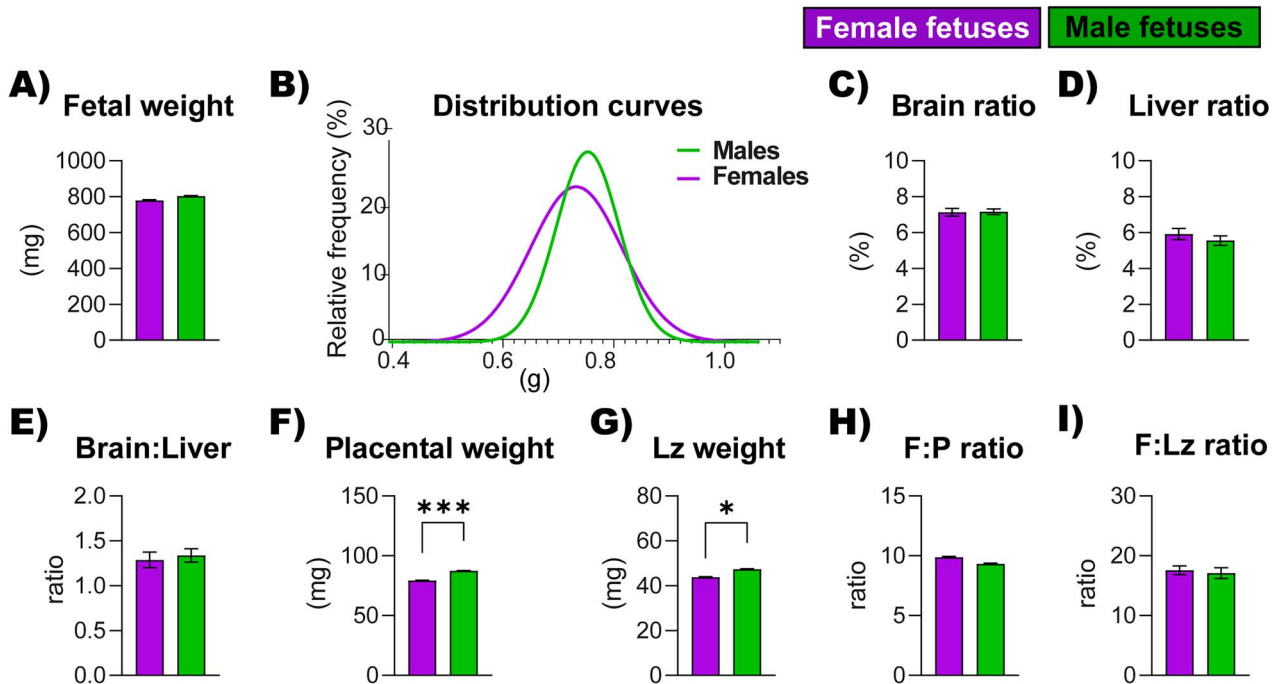 Female fetuses Male fetuses
A) Fetal weight
1000
800
600
400
200
0
(mg)
B) Distribution curves
30
20
10
0
Relative frequency (%)
0.4 0.6 0.8 1.0
(g)
Males
Females
C) Brain ratio
10
8
6
4
2
0
(%)
D) Liver ratio
10
8
6
4
2
0
(%)
E) Brain:Liver
2.0
1.5
1.0
0.5
0.0
ratio
F) Placental weight
150
100
50
0
(mg)
***
G) Lz weight
80
60
40
20
0
(mg)
*
H) F:P ratio
15
10
5
0
ratio
I) F:Lz ratio
30
20
10
0
ratio